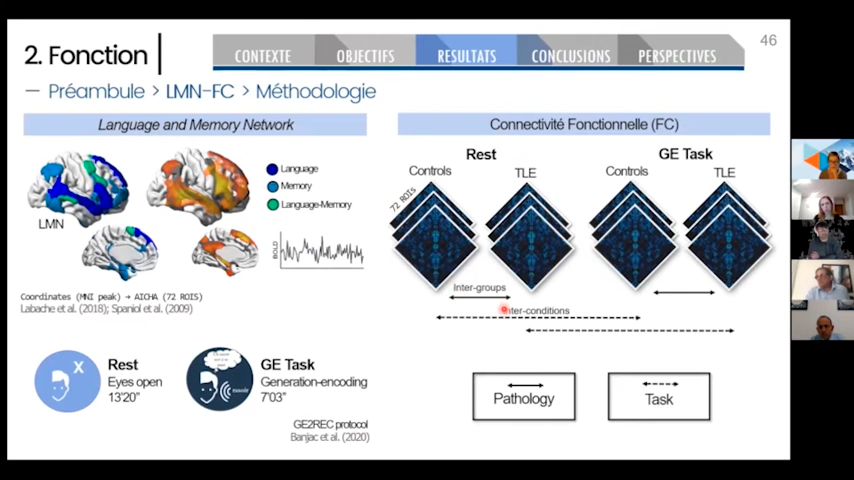 46
2. Fonction
CONTEXTE
OBJECTIFS
RESULTATS
CONCLUSIONS
PERSPECTIVES
— Préambule > LMN-FC > Méthodologie
Language and Memory Network
Language
Memory
Language-Memory
LMN
BOLD
Coordinates (MNI peak) → AICHA (72 ROIS)
Labache et al. (2018); Spaniol et al. (2009)
X
Rest
Eyes open
13'20"
GE Task
Generation-encoding
7'03"
GE2REC protocol
Banjac et al. (2020)
Connectivité Fonctionnelle (FC)
Rest
GE Task
Controls
TLE
Controls
TLE
72 ROIs
Inter-groups
Inter-conditions
Pathology
Task